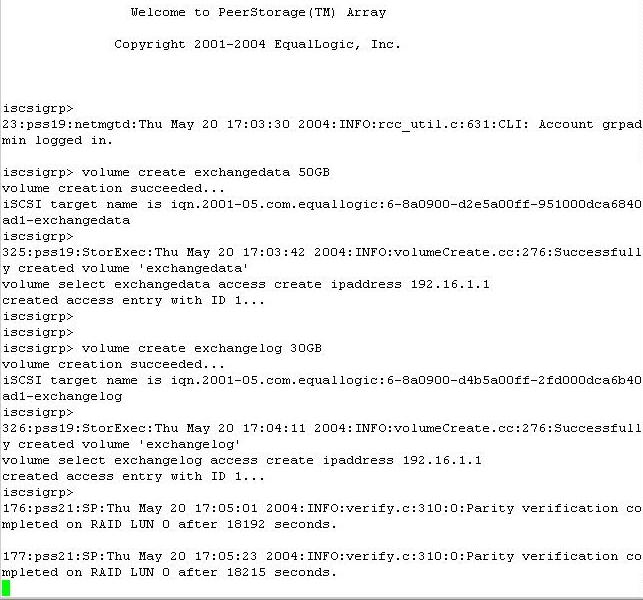 Welcome to PeerStorage(TM) Array
Copyright 2001-2004 EqualLogic, Inc.
iscsigrp>
23:pss19:netmgtd:Thu May 20 17:03:30 2004:INFO:rcc_util.c:631:CLI: Account grpad
min logged in.
iscsigrp> volume create exchangedata 50GB
volume creation succeeded...
iSCSI target name is iqn.2001-05.com.equallogic:6-8a0900-d2e5a00ff-951000dca6840
ad1-exchangedata
iscsigrp>
325:pss19:StorExec:Thu May 20 17:03:42 2004:INFO:volumeCreate.cc:276:Successfull
y created volume 'exchangedata'
volume select exchangedata access create ipaddress 192.16.1.1
created access entry with ID 1...
iscsigrp>
iscsigrp>
iscsigrp> volume create exchangelog 30GB
volume creation succeeded...
iSCSI target name is iqn.2001-05.com.equallogic:6-8a0900-d4b5a00ff-2fd000dca6b40
ad1-exchangelog
iscsigrp>
326:pss19:StorExec:Thu May 20 17:04:11 2004:INFO:volumeCreate.cc:276:Successfull
y created volume 'exchangelog'
volume select exchangelog access create ipaddress 192.16.1.1
created access entry with ID 1...
iscsigrp>
176:pss21:SP:Thu May 20 17:05:01 2004:INFO:verify.c:310:0:Parity verification co
mpleted on RAID LUN 0 after 18192 seconds.
177:pss21:SP:Thu May 20 17:05:23 2004:INFO:verify.c:310:0:Parity verification co
mpleted on RAID LUN 0 after 18215 seconds.